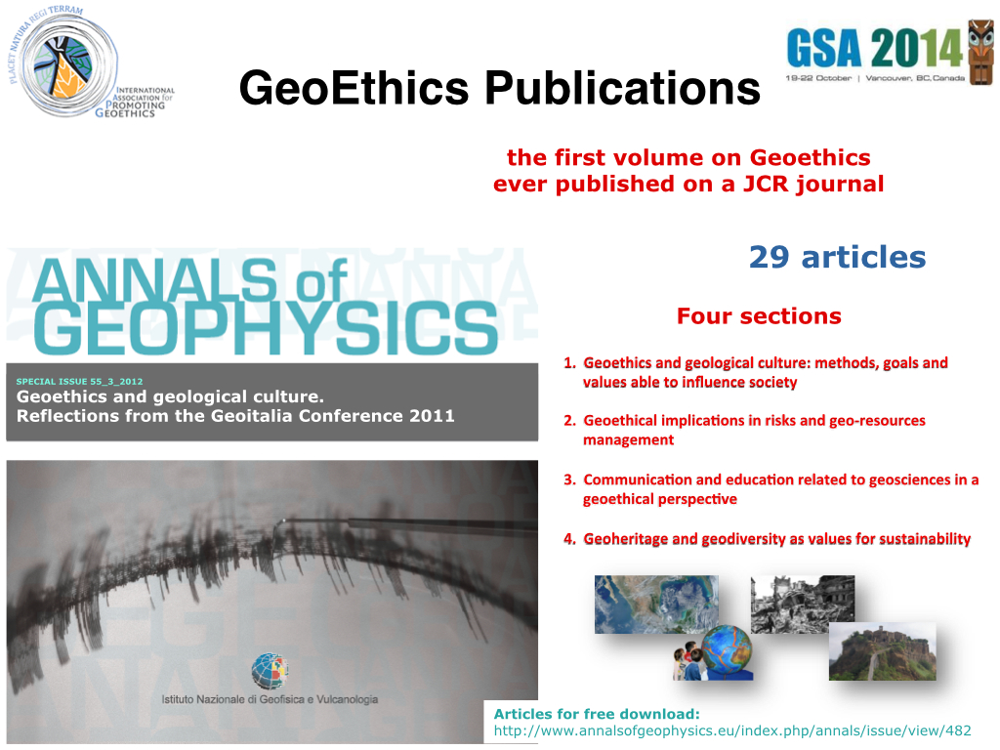 PLACET NATURA REGI TERRAM
INTERNATIONAL
ASSOCIATION for
PROMOTING
GEOETHICS
GSA 2014
19-22 October | Vancouver, BC, Canada
GeoEthics Publications
the first volume on Geoethics
ever published on a JCR journal
29 articles
ANNALS of
GEOPHYSICS
SPECIAL ISSUE 55_3_2012
Geoethics and geological culture.
Reflections from the Geoitalia Conference 2011
Istituto Nazionale di Geofisica e Vulcanologia
Four sections
1. Geoethics and geological culture: methods, goals and
values able to influence society
2. Geoethical implications in risks and geo-resources
management
3. Communication and education related to geosciences in a
geoethical perspective
4. Geoheritage and geodiversity as values for sustainability
Articles for free download:
http://www.annalsofgeophysics.eu/index.php/annals/issue/view/482